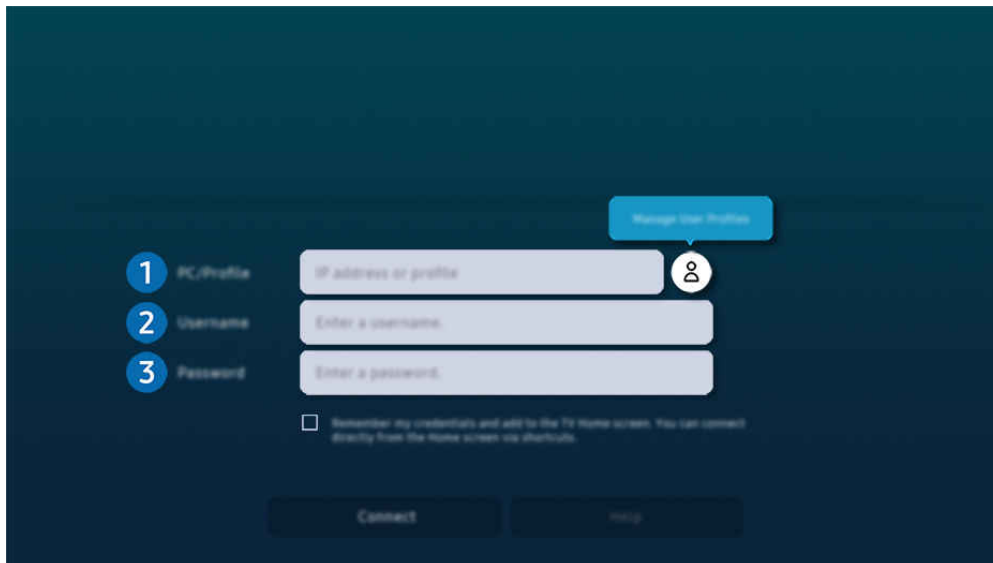 Manage User Profiles
1 PC/Profile IP address or profile
2 Username Enter a username.
3 Password Enter a password.
Remember my credentials and add to the TV Home screen. You can connect
directly from the Home screen via shortcuts.
Connect Help